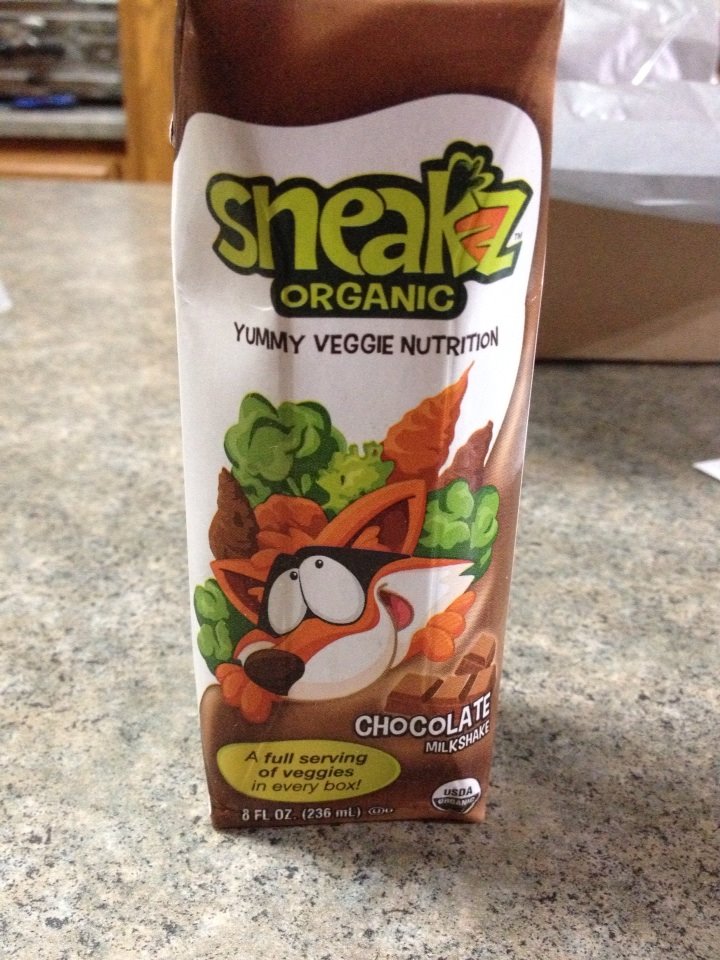 sneakz
TM
ORGANIC
YUMMY VEGGIE NUTRITION
CHOCOLATE
MILKSHAKE
A full serving
of veggies
in every box!
8 FL OZ. (236 mL)
USDA
ORGANIC